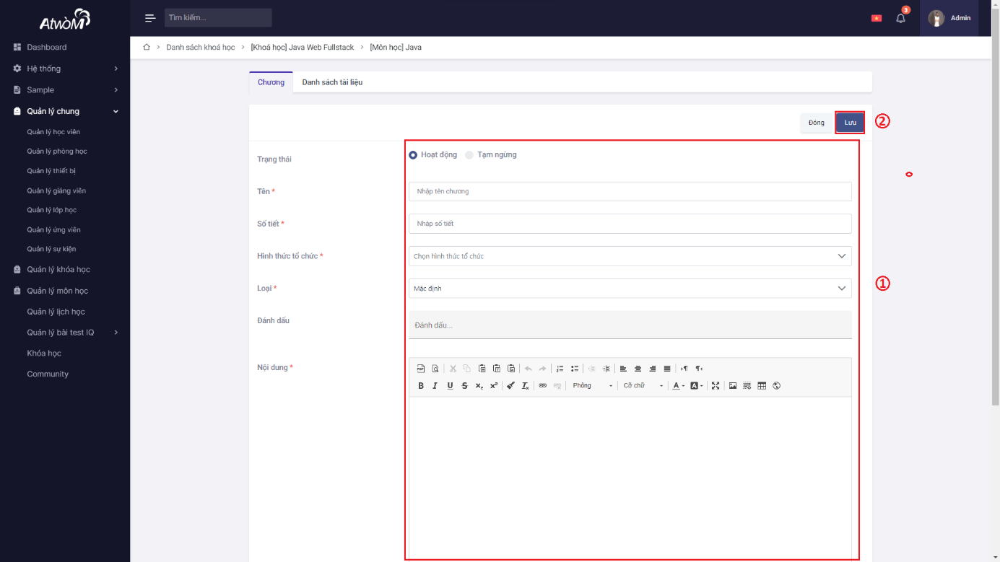 AtwoM
Tìm kiếm...
3
Admin
Dashboard
Hệ thống
Sample
Quản lý chung
Quản lý học viên
Quản lý phòng học
Quản lý thiết bị
Quản lý giảng viên
Quản lý lớp học
Quản lý ứng viên
Quản lý sự kiện
Quản lý khóa học
Quản lý môn học
Quản lý lịch học
Quản lý bài test IQ
Khóa học
Community
Danh sách khoá học > [Khoá học] Java Web Fullstack > [Môn học] Java
Chương Danh sách tài liệu
Đóng Lưu ②
Trạng thái Hoạt động Tạm ngừng
Tên * Nhập tên chương
Số tiết * Nhập số tiết
Hình thức tổ chức * Chọn hình thức tổ chức
Loại * Mặc định ①
Đánh dấu Đánh dấu...
Nội dung *
B I U S x₂ x² Tx Phông Cỡ chữ A A